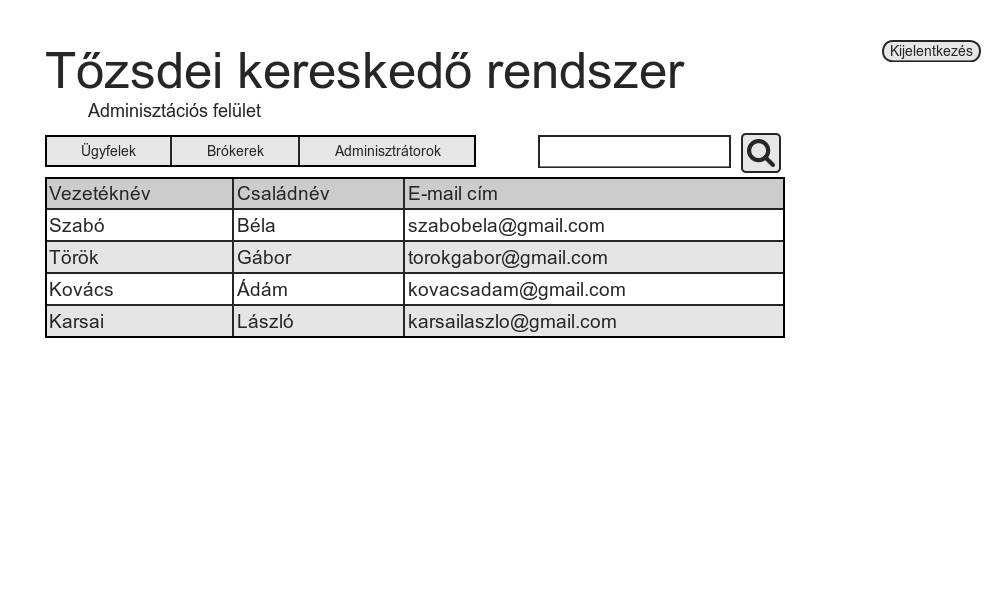 Tőzsdei kereskedő rendszer
Kijelentkezés
Adminisztációs felület
Ügyfelek Brókerek Adminisztrátorok
Vezetéknév Családnév E-mail cím
Szabó Béla szabobela@gmail.com
Török Gábor torokgabor@gmail.com
Kovács Ádám kovacsadam@gmail.com
Karsai László karsailaszlo@gmail.com